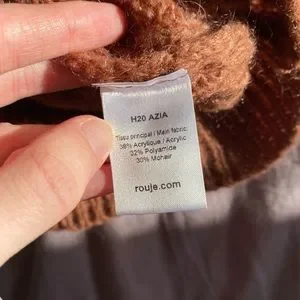 H20 AZIA
Tissu principal / Main fabric
38% Acrylique / Acrylic
32% Polyamide
30% Mohair
rouje.com